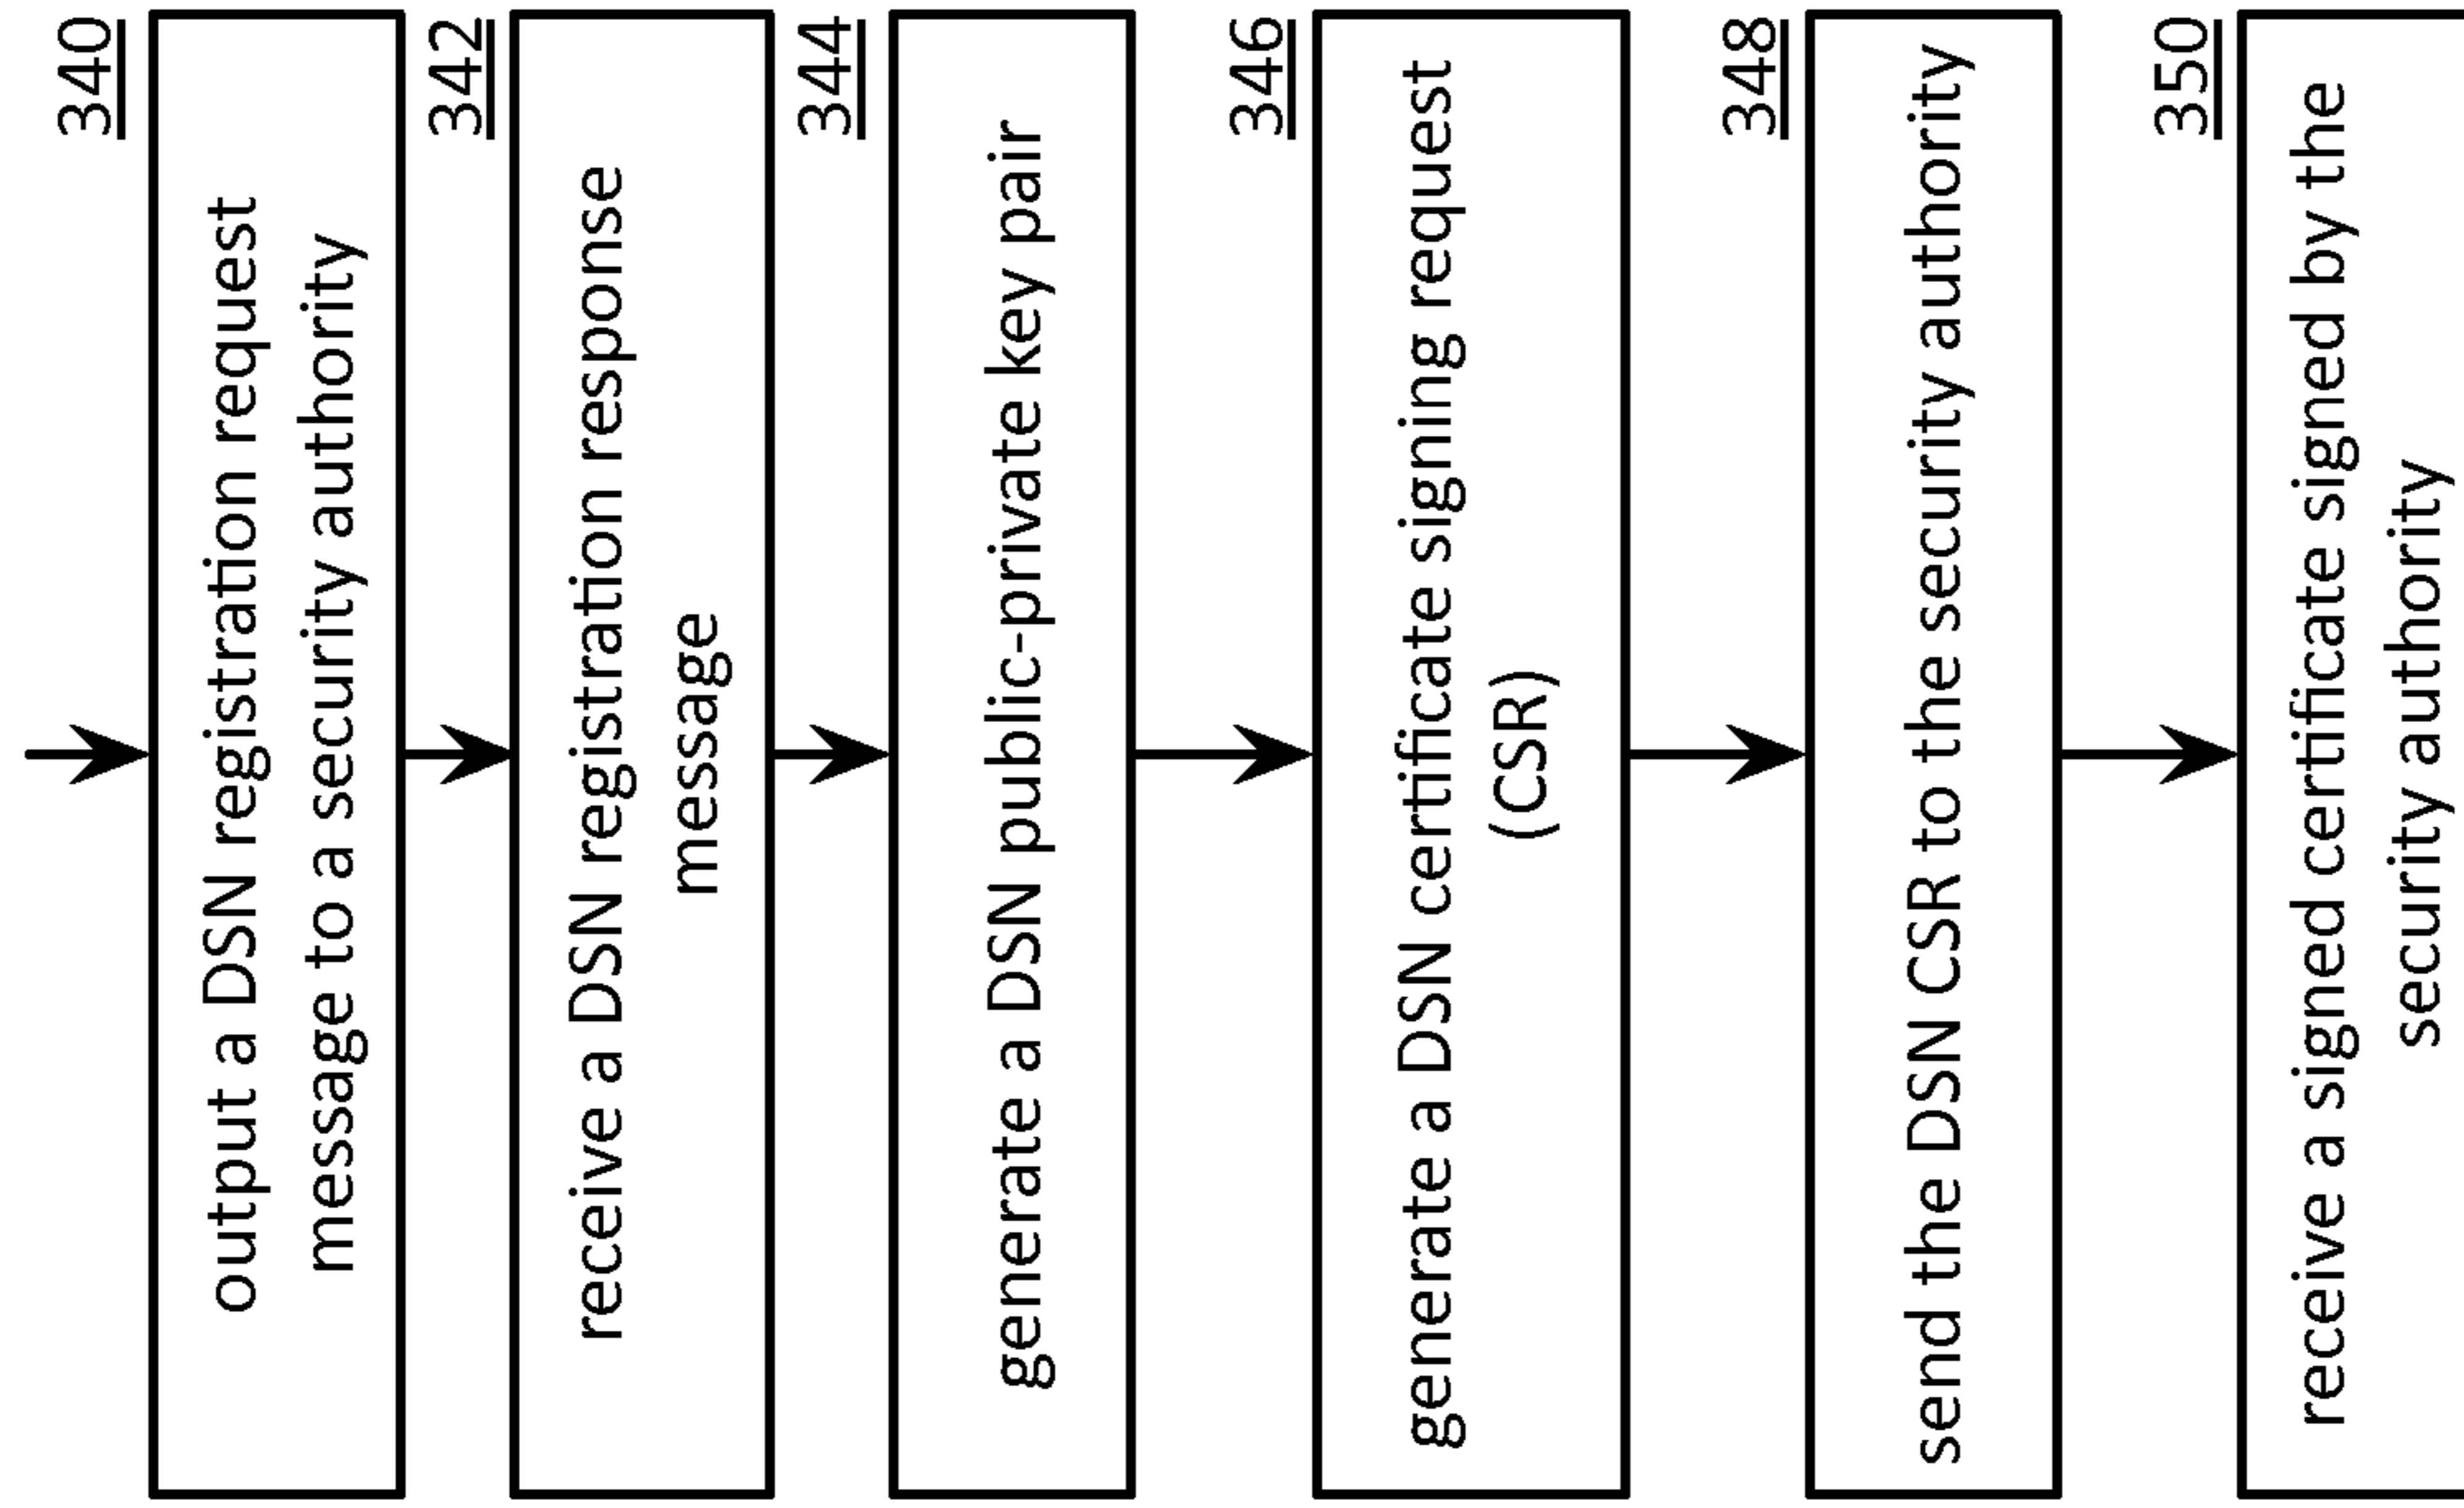 340
output a DSN registration request
message to a security authority
342
receive a DSN registration response
message
344
generate a DSN public-private key pair
346
generate a DSN certificate signing request
(CSR)
348
send the DSN CSR to the security authority
350
receive a signed certificate signed by the
security authority